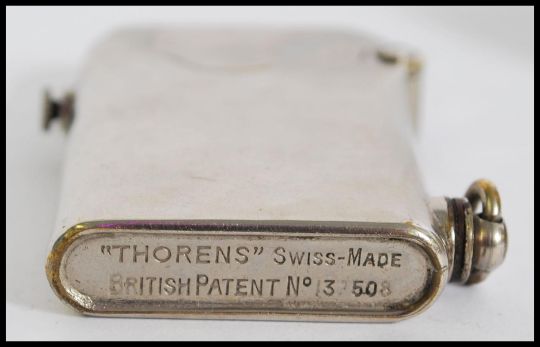 "THORENS" SWISS-MADE
BRITISH PATENT Nº